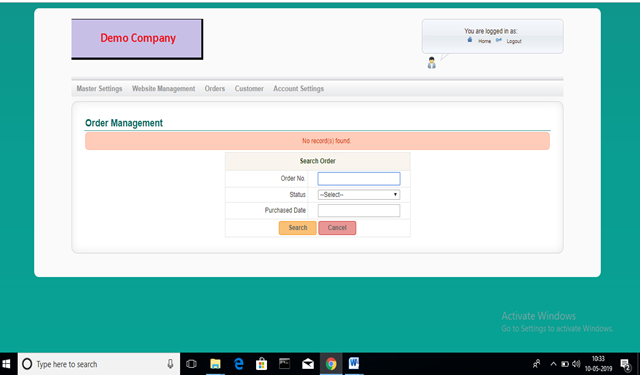 Demo Company
You are logged in as:
Home Logout
Master Settings Website Management Orders Customer Account Settings
Order Management
No record(s) found.
Search Order
Order No.
Status --Select--
Purchased Date
Search Cancel
Activate Windows
Go to Settings to activate Windows.
Type here to search
10:33
10-05-2019
2